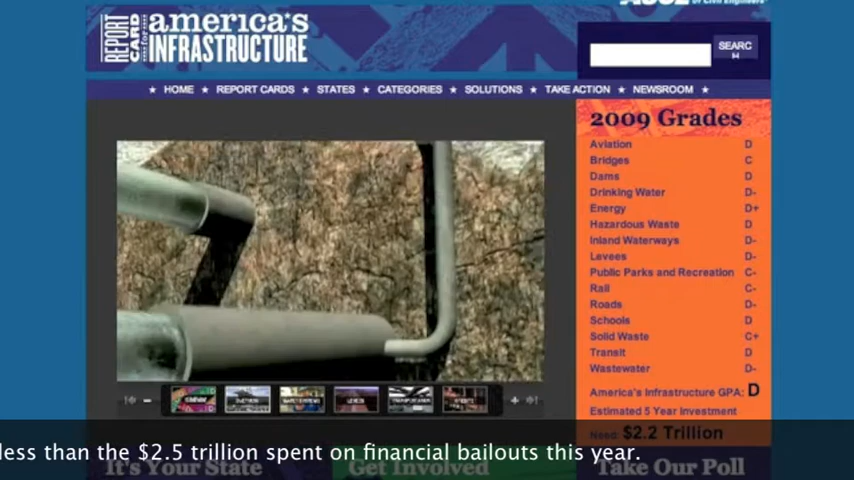 REPORT CARD for america's INFRASTRUCTURE
SEARC
H
★ HOME ★ REPORT CARDS ★ STATES ★ CATEGORIES ★ SOLUTIONS ★ TAKE ACTION ★ NEWSROOM ★
2009 Grades
Aviation D
Bridges C
Dams D
Drinking Water D-
Energy D+
Hazardous Waste D
Inland Waterways D-
Levees D-
Public Parks and Recreation C-
Rail C-
Roads D-
Schools D
Solid Waste C+
Transit D
Wastewater D-
America's Infrastructure GPA: D
Estimated 5 Year Investment
Need: $2.2 Trillion
less than the $2.5 trillion spent on financial bailouts this year.
It's Your State
Get Involved
Take Our Poll